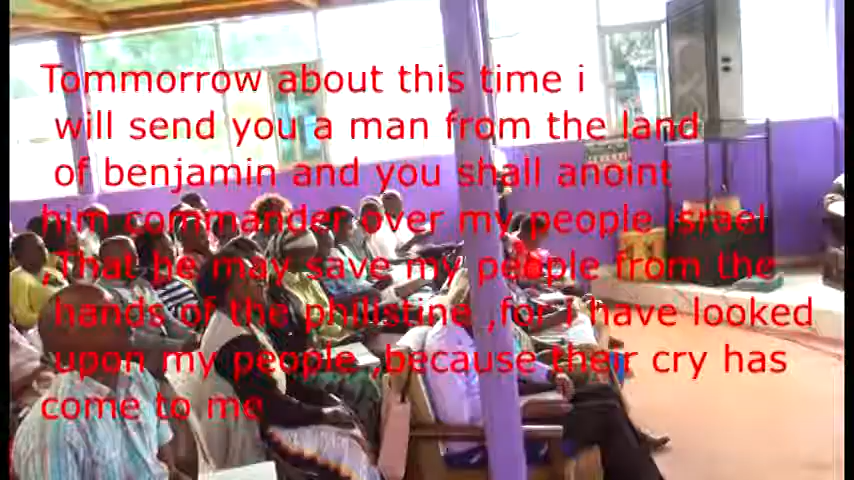 Tommorrow about this time i
will send you a man from the land
of benjamin and you shall anoint
him commander over my people israel
,That he may save my people from the
hands of the philistine ,for i have looked
upon my people ,because their cry has
come to me